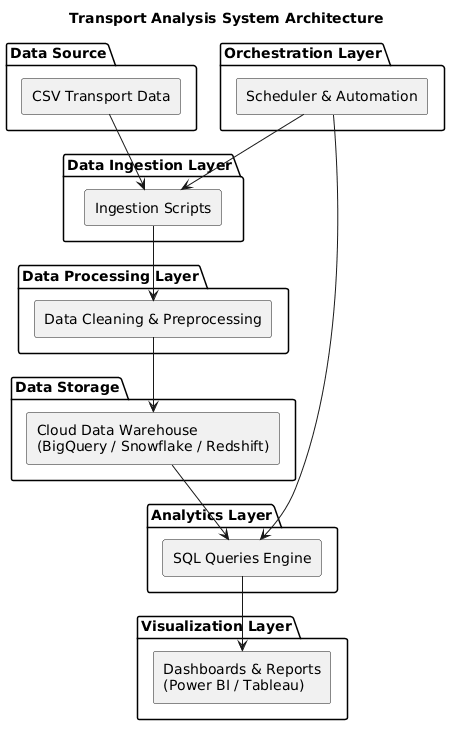 Transport Analysis System Architecture
Data Source
Orchestration Layer
CSV Transport Data
Scheduler & Automation
Data Ingestion Layer
Ingestion Scripts
Data Processing Layer
Data Cleaning & Preprocessing
Data Storage
Cloud Data Warehouse
(BigQuery / Snowflake / Redshift)
Analytics Layer
SQL Queries Engine
Visualization Layer
Dashboards & Reports
(Power BI / Tableau)